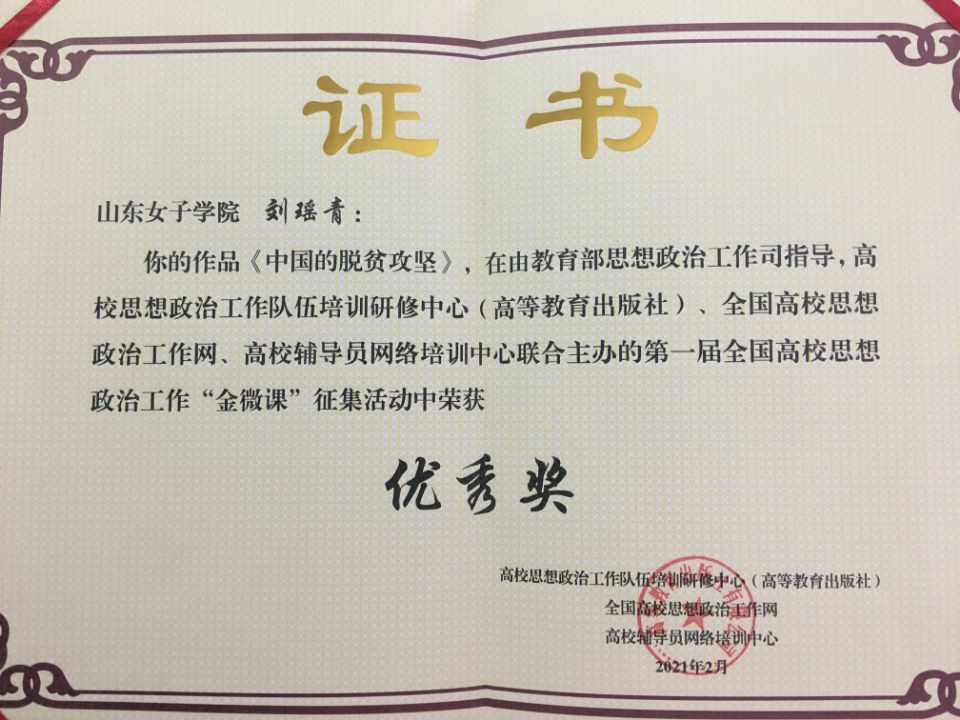 证书
山东女子学院 刘瑶青：
你的作品《中国的脱贫攻坚》，在由教育部思想政治工作司指导，高
校思想政治工作队伍培训研修中心（高等教育出版社）、全国高校思想
政治工作网、高校辅导员网络培训中心联合主办的第一届全国高校思想
政治工作“金微课”征集活动中荣获
优秀奖
高校思想政治工作队伍培训研修中心（高等教育出版社）
全国高校思想政治工作网
高校辅导员网络培训中心
2021年2月